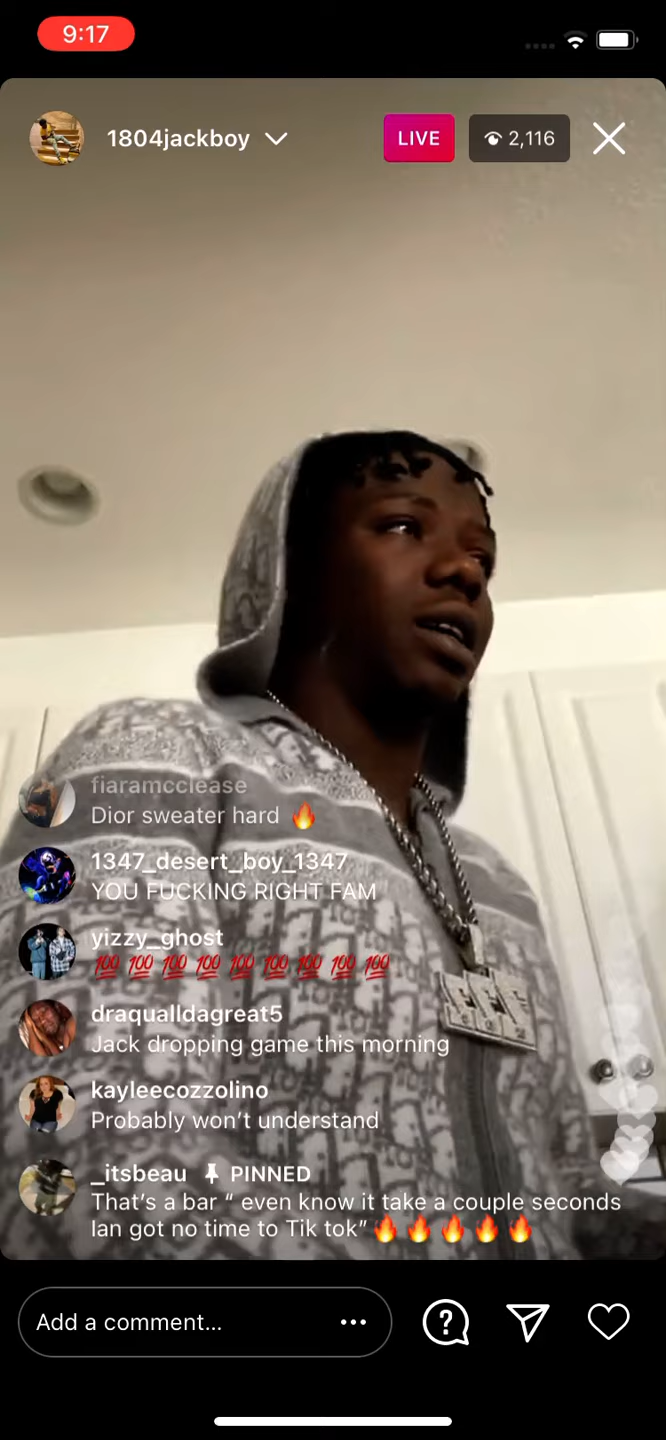 9:17
1804jackboy
LIVE
2,116
fiaramcclease
Dior sweater hard 🔥
1347_desert_boy_1347
YOU FUCKING RIGHT FAM
yizzy_ghost
💯 💯 💯 💯 💯 💯 💯 💯 💯
draqualldagreat5
Jack dropping game this morning
kayleecozzolino
Probably won’t understand
_itsbeau PINNED
That’s a bar “ even know it take a couple seconds
Ian got no time to Tik tok” 🔥 🔥 🔥 🔥 🔥
Add a comment...